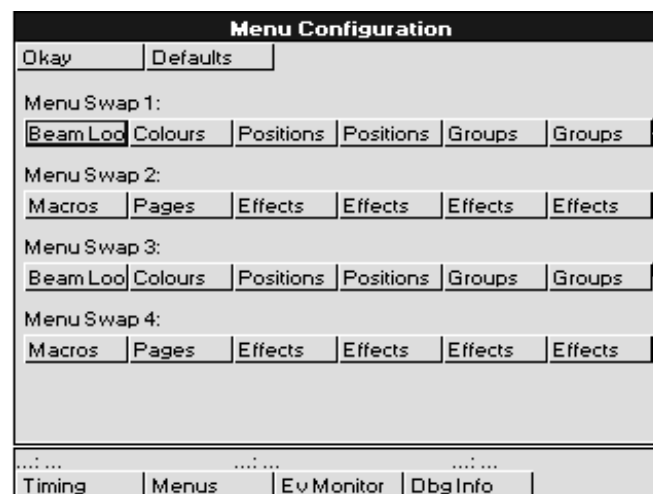 Menu Configuration
Okay Defaults
Menu Swap 1:
Beam Loo Colours Positions Positions Groups Groups
Menu Swap 2:
Macros Pages Effects Effects Effects Effects
Menu Swap 3:
Beam Loo Colours Positions Positions Groups Groups
Menu Swap 4:
Macros Pages Effects Effects Effects Effects
...: ... ...: ... ...: ...
Timing Menus Ev Monitor Dbg Info